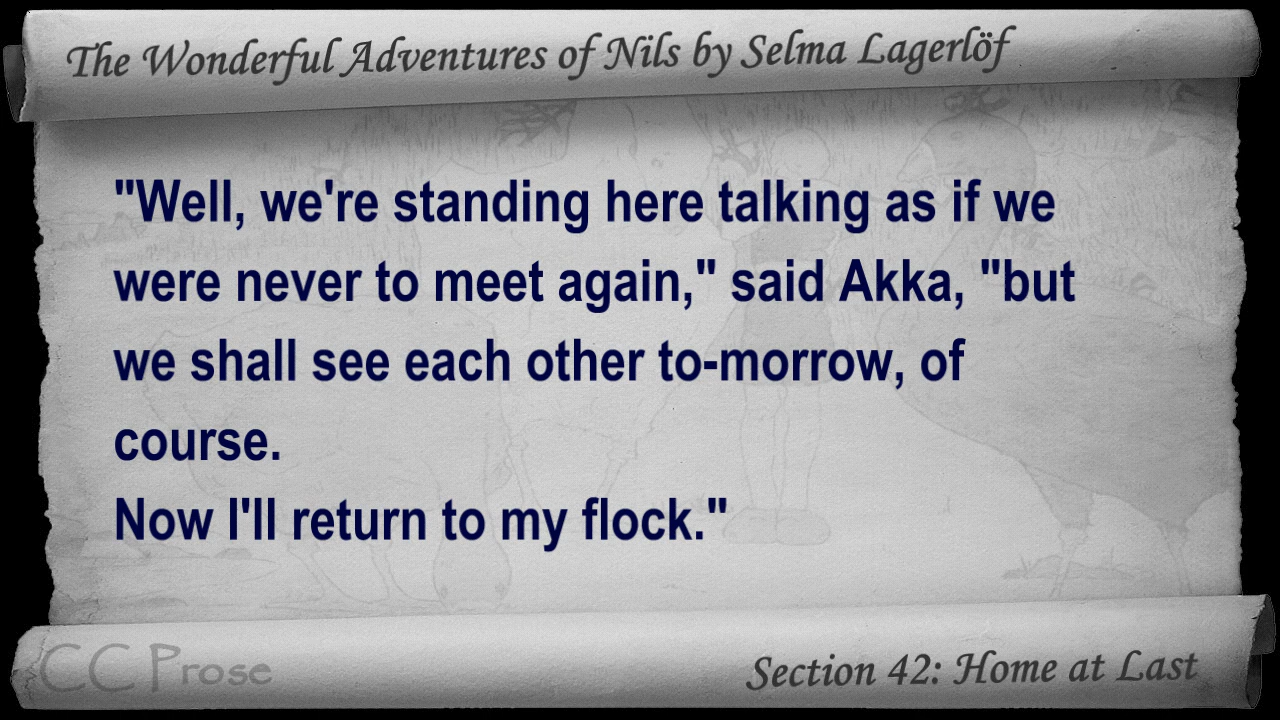 The Wonderful Adventures of Nils by Selma Lagerlöf
"Well, we're standing here talking as if we
were never to meet again," said Akka, "but
we shall see each other to-morrow, of
course.
Now I'll return to my flock."
CC Prose
Section 42: Home at Last